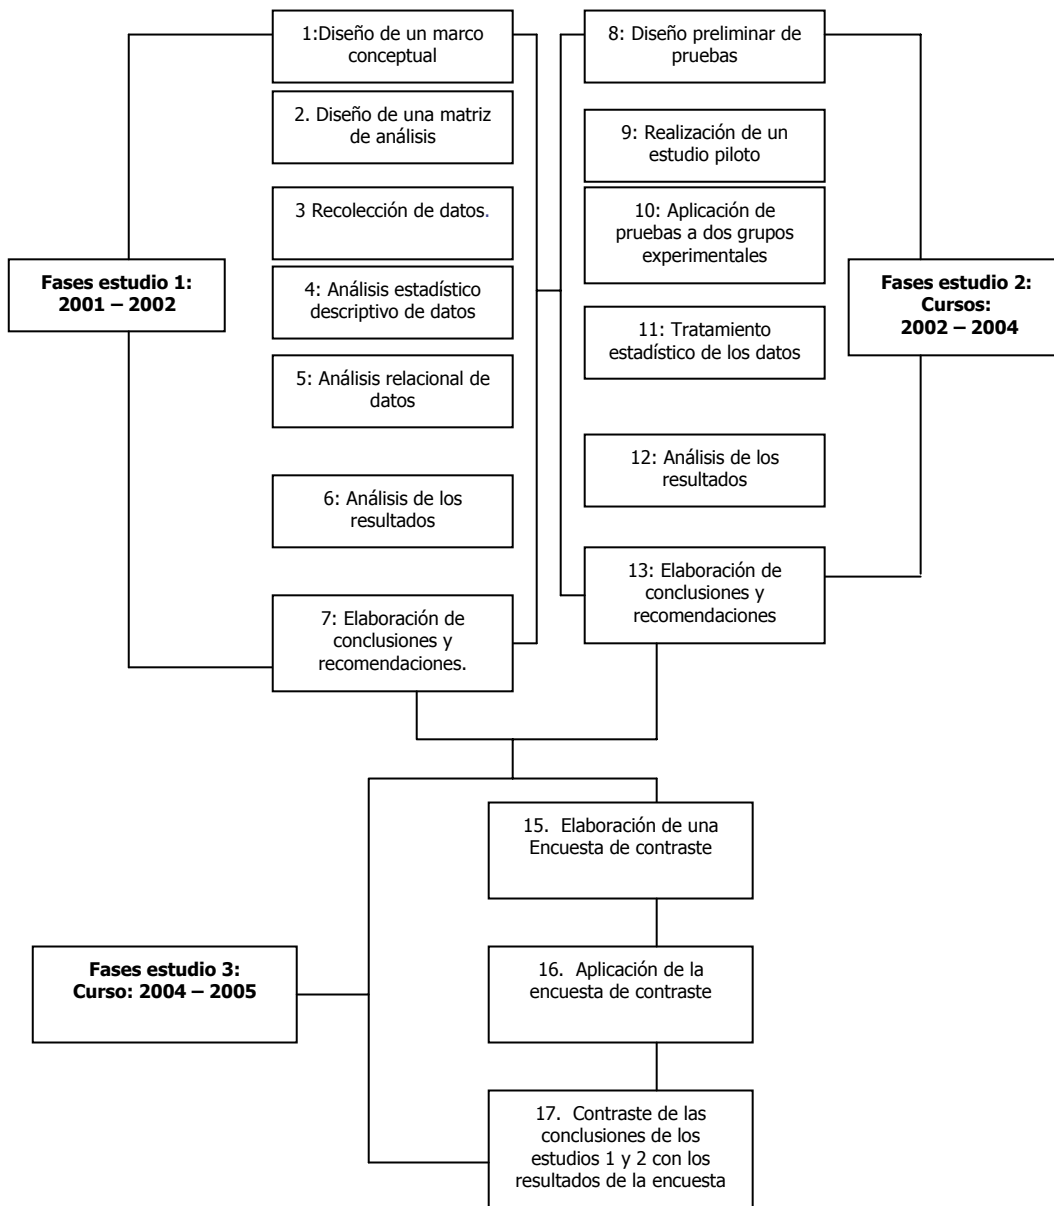 1:Diseño de un marco
conceptual
2. Diseño de una matriz
de análisis
3 Recolección de datos.
4: Análisis estadístico
descriptivo de datos
5: Análisis relacional de
datos
6: Análisis de los
resultados
7: Elaboración de
conclusiones y
recomendaciones.
Fases estudio 1:
2001 – 2002
8: Diseño preliminar de
pruebas
9: Realización de un
estudio piloto
10: Aplicación de
pruebas a dos grupos
experimentales
11: Tratamiento
estadístico de los datos
12: Análisis de los
resultados
13: Elaboración de
conclusiones y
recomendaciones
Fases estudio 2:
Cursos:
2002 – 2004
15. Elaboración de una
Encuesta de contraste
16. Aplicación de la
encuesta de contraste
17. Contraste de las
conclusiones de los
estudios 1 y 2 con los
resultados de la encuesta
Fases estudio 3:
Curso: 2004 – 2005